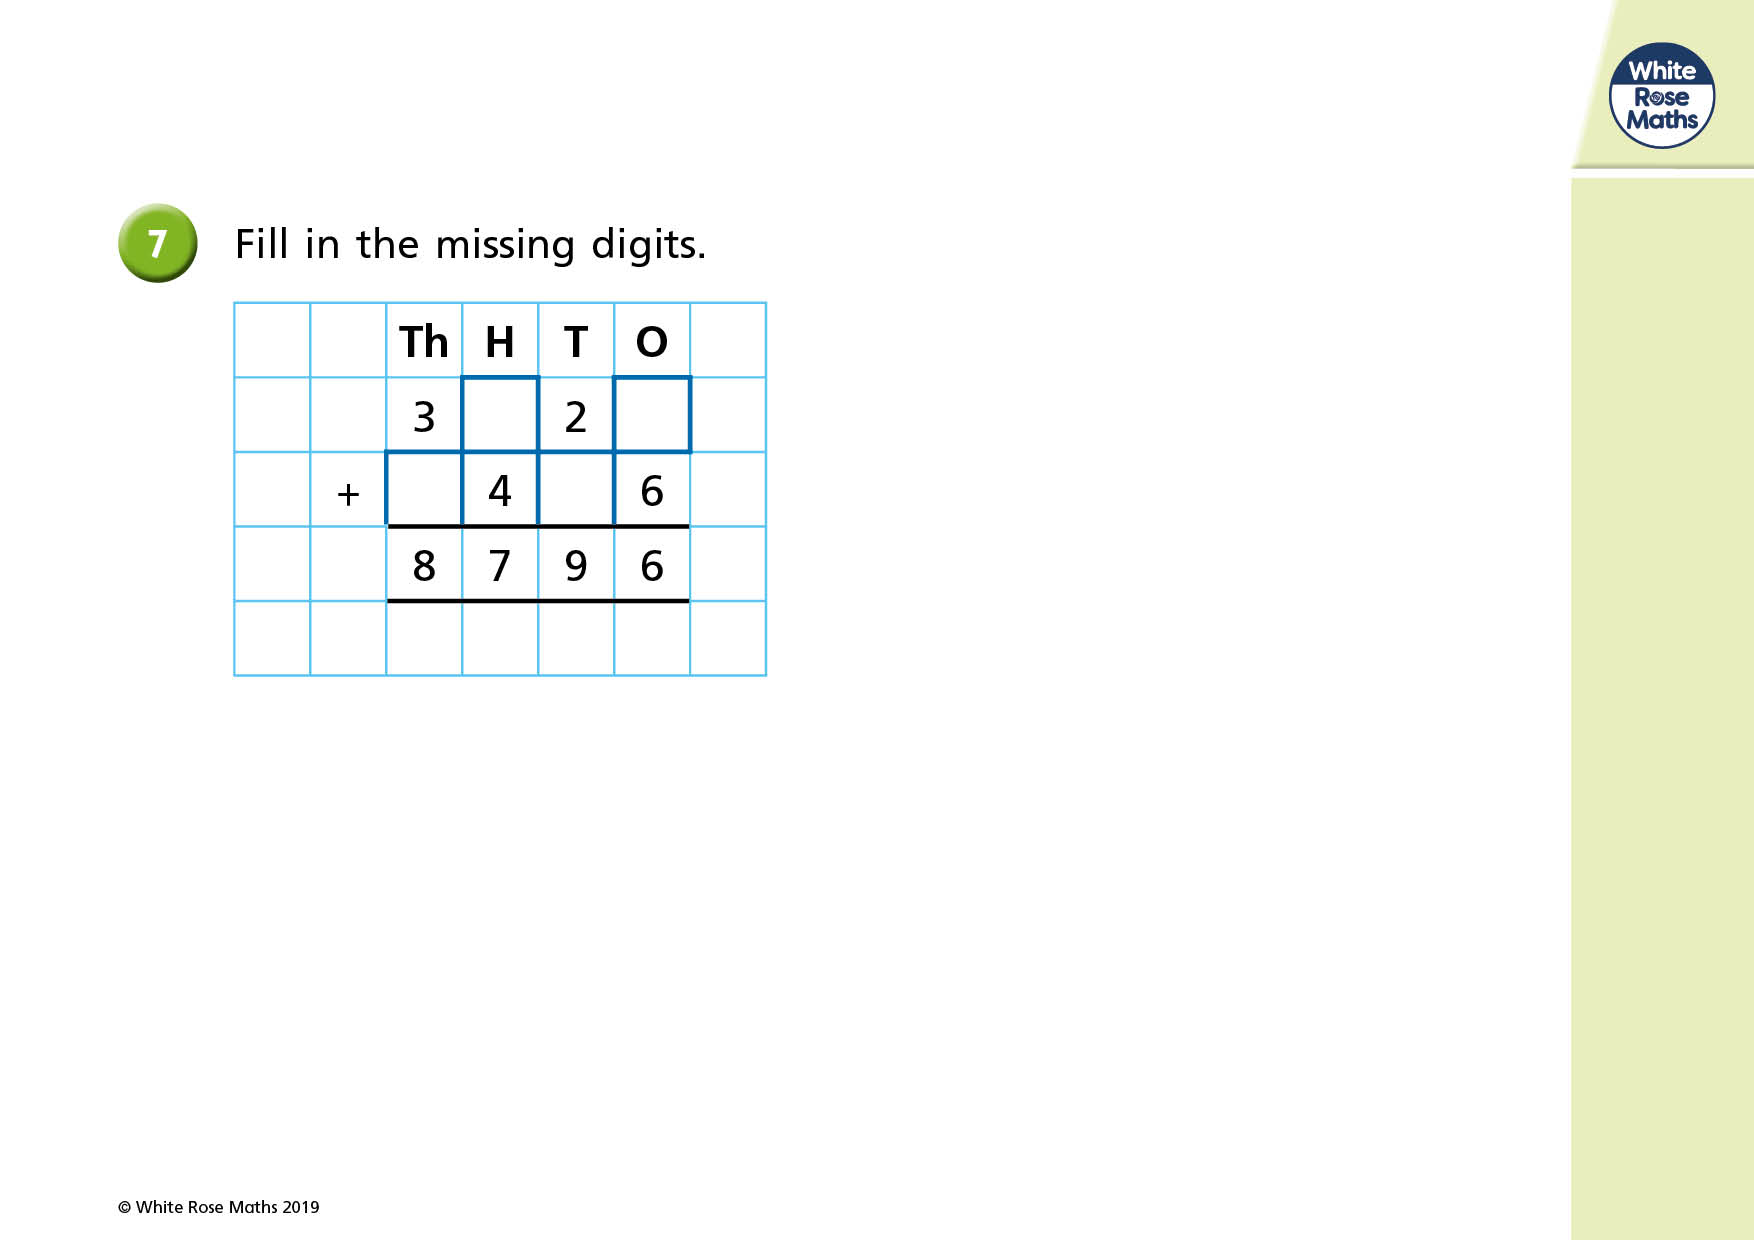 White
Rose
Maths
7 Fill in the missing digits.
Th H T O
3 2
+ 4 6
8 7 9 6
© White Rose Maths 2019